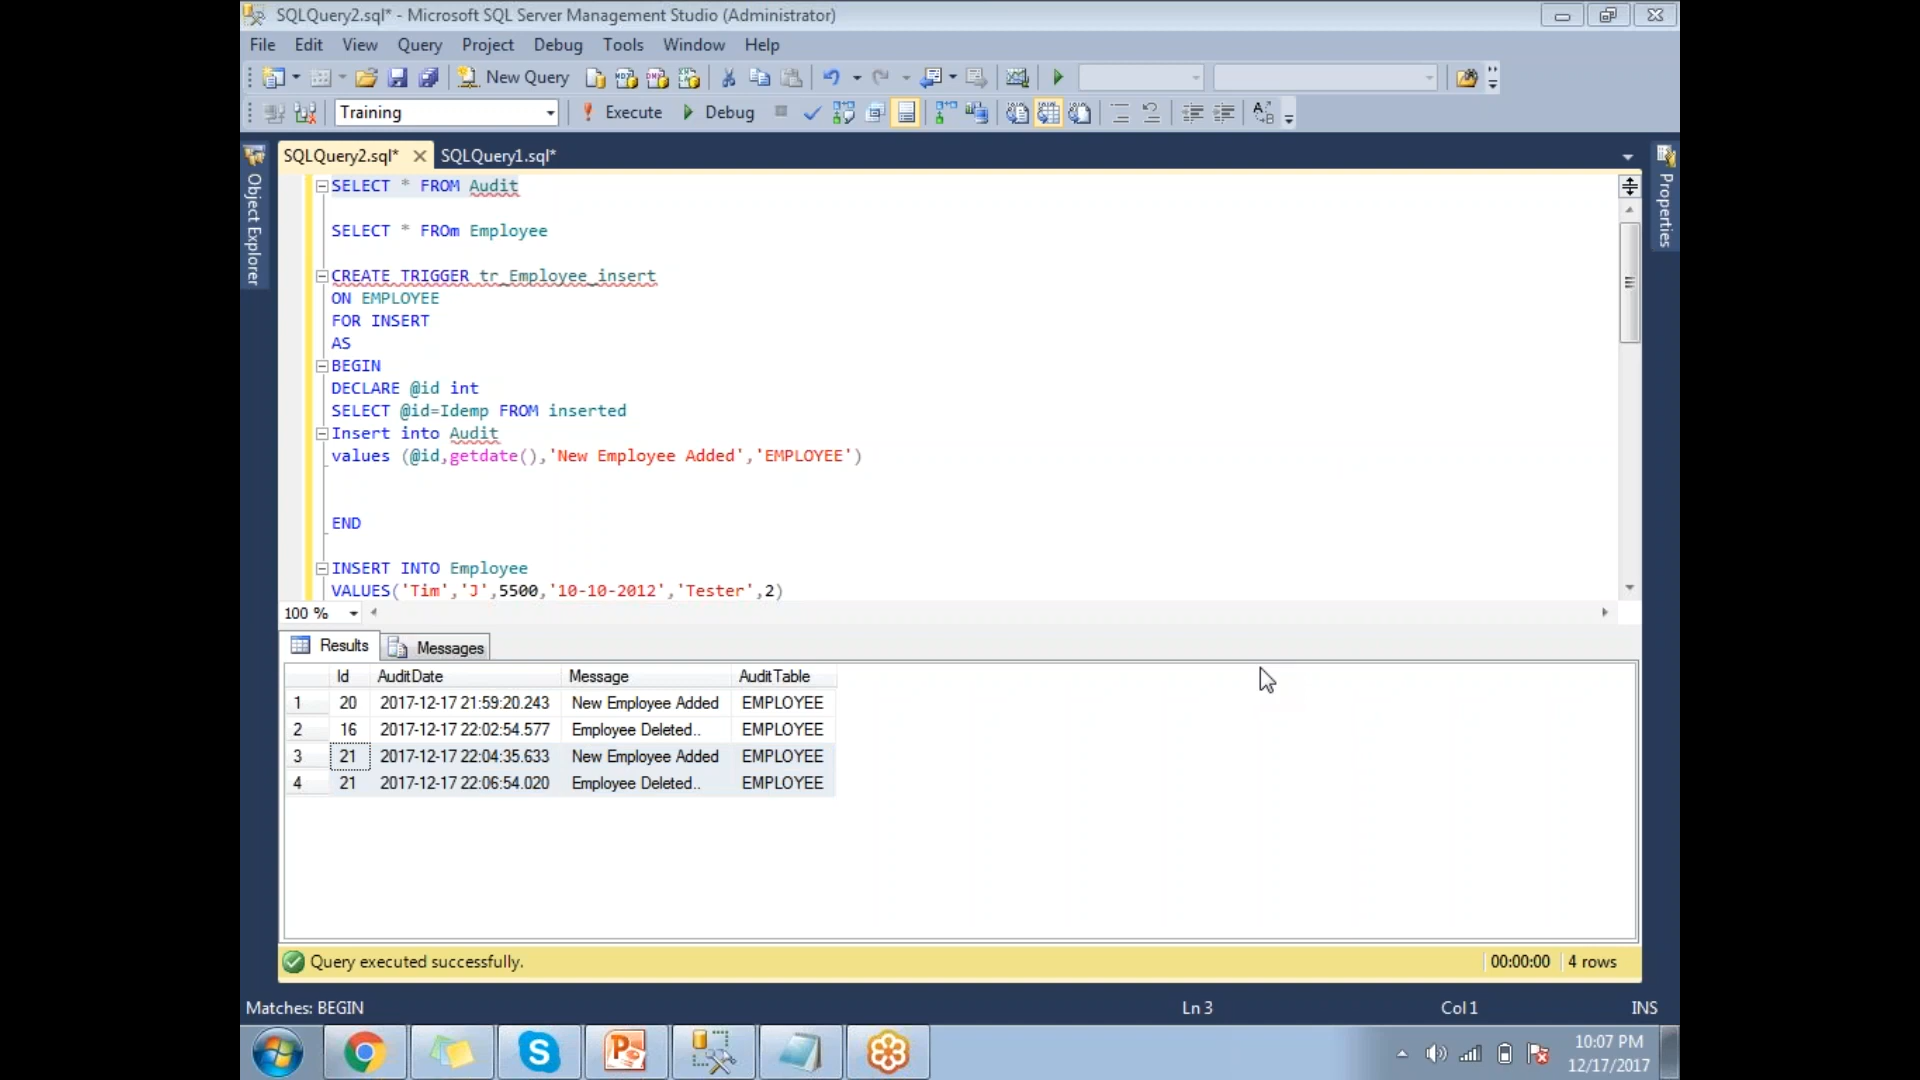 SQLQuery2.sql* - Microsoft SQL Server Management Studio (Administrator)
File Edit View Query Project Debug Tools Window Help
New Query
Training Execute Debug
SQLQuery2.sql* SQLQuery1.sql*
Object Explorer
Properties
SELECT * FROM Audit
SELECT * FROm Employee
CREATE TRIGGER tr_Employee_insert
ON EMPLOYEE
FOR INSERT
AS
BEGIN
DECLARE @id int
SELECT @id=Idemp FROM inserted
Insert into Audit
values (@id,getdate(),'New Employee Added','EMPLOYEE')
END
INSERT INTO Employee
VALUES('Tim','J',5500,'10-10-2012','Tester',2)
100 %
Results Messages
Id AuditDate Message AuditTable
1 20 2017-12-17 21:59:20.243 New Employee Added EMPLOYEE
2 16 2017-12-17 22:02:54.577 Employee Deleted.. EMPLOYEE
3 21 2017-12-17 22:04:35.633 New Employee Added EMPLOYEE
4 21 2017-12-17 22:06:54.020 Employee Deleted.. EMPLOYEE
Query executed successfully. 00:00:00 4 rows
Matches: BEGIN Ln 3 Col 1 INS
10:07 PM
12/17/2017